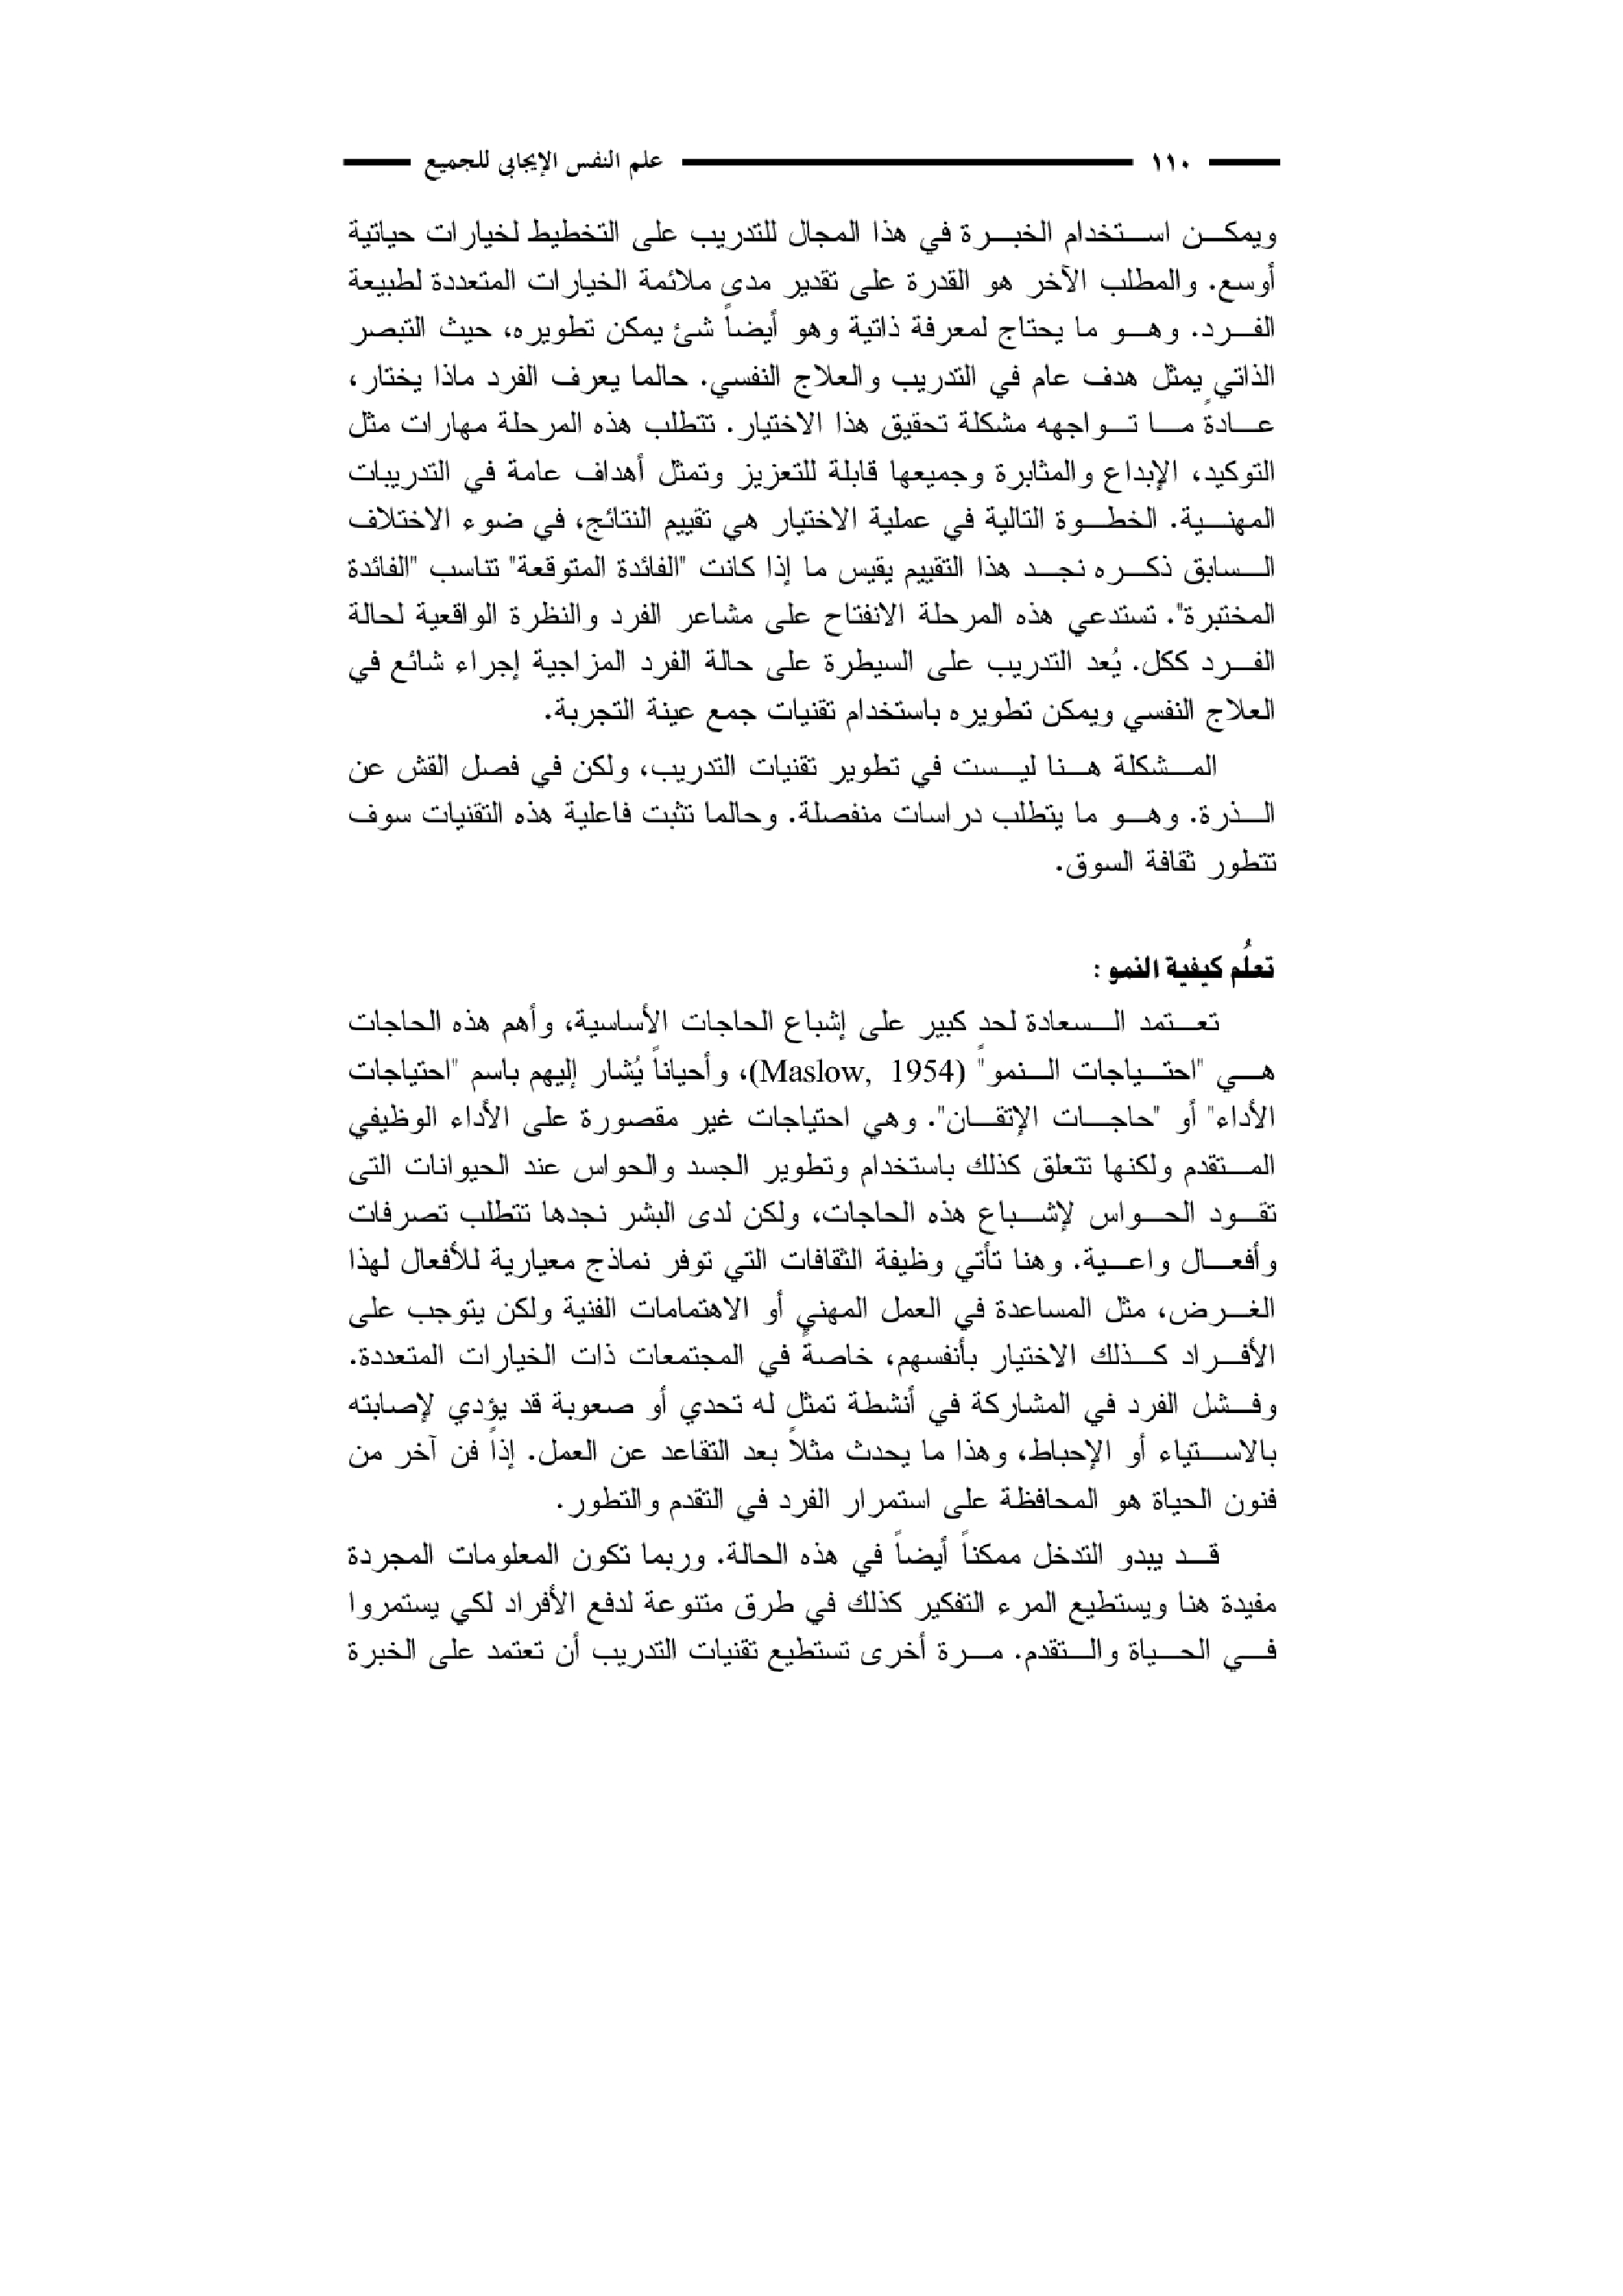 ١١٠ علم النفس الإيجابي للجميع
ويمكن استخدام الخبرة في هذا المجال للتدريب على التخطيط لخيارات حياتية
أوسع. والمطلب الآخر هو القدرة على تقدير مدى ملائمة الخيارات المتعددة لطبيعة
الفرد. وهو ما يحتاج لمعرفة ذاتية وهو أيضاً شئ يمكن تطويره، حيث التبصر
الذاتي يمثل هدف عام في التدريب والعلاج النفسي. حالما يعرف الفرد ماذا يختار،
عادةً ما تواجهه مشكلة تحقيق هذا الاختيار. تتطلب هذه المرحلة مهارات مثل
التوكيد، الإبداع والمثابرة وجميعها قابلة للتعزيز وتمثل أهداف عامة في التدريبات
المهنية. الخطوة التالية في عملية الاختيار هي تقييم النتائج، في ضوء الاختلاف
السابق ذكره نجد هذا التقييم يقيس ما إذا كانت "الفائدة المتوقعة" تناسب "الفائدة
المختبرة". تستدعي هذه المرحلة الانفتاح على مشاعر الفرد والنظرة الواقعية لحالة
الفرد ككل. يُعد التدريب على السيطرة على حالة الفرد المزاجية إجراء شائع في
العلاج النفسي ويمكن تطويره باستخدام تقنيات جمع عينة التجربة.
المشكلة هنا ليست في تطوير تقنيات التدريب، ولكن في فصل القش عن
الذرة. وهو ما يتطلب دراسات منفصلة. وحالما تثبت فاعلية هذه التقنيات سوف
تتطور ثقافة السوق.
تعلُم كيفية النمو :
تعتمد السعادة لحدٍ كبير على إشباع الحاجات الأساسية، وأهم هذه الحاجات
هي "احتياجات النمو" (Maslow, 1954)، وأحياناً يُشار إليهم باسم "احتياجات
الأداء" أو "حاجات الإتقان". وهي احتياجات غير مقصورة على الأداء الوظيفي
المتقدم ولكنها تتعلق كذلك باستخدام وتطوير الجسد والحواس عند الحيوانات التى
تقود الحواس لإشباع هذه الحاجات، ولكن لدى البشر نجدها تتطلب تصرفات
وأفعال واعية. وهنا تأتي وظيفة الثقافات التي توفر نماذج معيارية للأفعال لهذا
الغرض، مثل المساعدة في العمل المهني أو الاهتمامات الفنية ولكن يتوجب على
الأفراد كذلك الاختيار بأنفسهم، خاصةً في المجتمعات ذات الخيارات المتعددة.
وفشل الفرد في المشاركة في أنشطة تمثل له تحدي أو صعوبة قد يؤدي لإصابته
بالاستياء أو الإحباط، وهذا ما يحدث مثلاً بعد التقاعد عن العمل. إذاً فن آخر من
فنون الحياة هو المحافظة على استمرار الفرد في التقدم والتطور.
قد يبدو التدخل ممكناً أيضاً في هذه الحالة. وربما تكون المعلومات المجردة
مفيدة هنا ويستطيع المرء التفكير كذلك في طرق متنوعة لدفع الأفراد لكي يستمروا
في الحياة والتقدم. مرة أخرى تستطيع تقنيات التدريب أن تعتمد على الخبرة